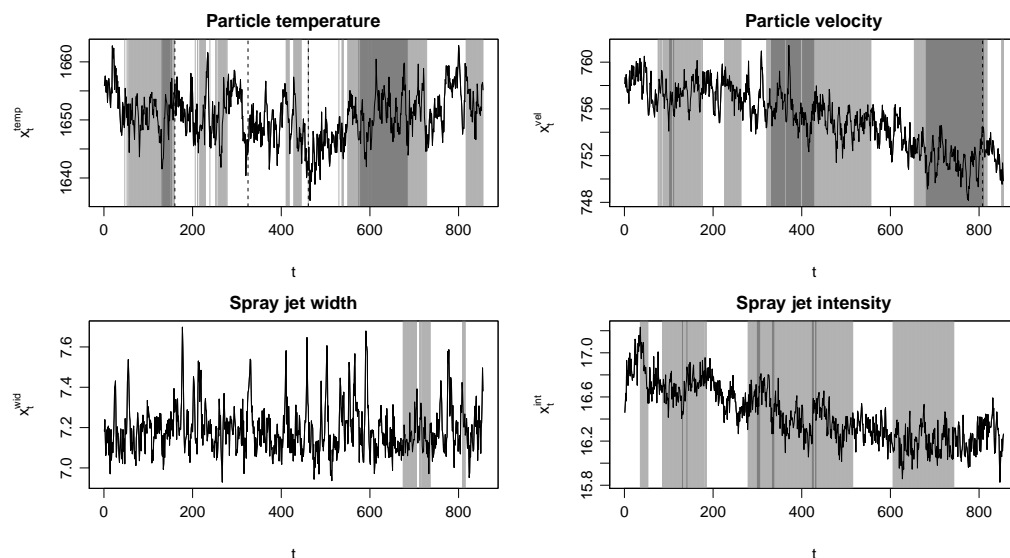 Particle temperature
x_t^temp
1640 1650 1660
0 200 400 600 800
t
Particle velocity
x_t^vel
748 752 756 760
0 200 400 600 800
t
Spray jet width
x_t^wid
7.0 7.2 7.4 7.6
0 200 400 600 800
t
Spray jet intensity
x_t^int
15.8 16.2 16.6 17.0
0 200 400 600 800
t